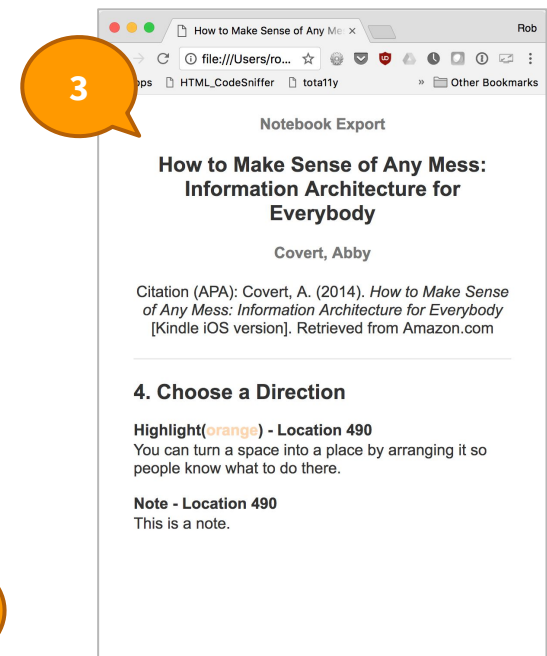 How to Make Sense of Any Me
Rob
file:///Users/ro...
3
ps HTML_CodeSniffer tota11y » Other Bookmarks
Notebook Export
How to Make Sense of Any Mess:
Information Architecture for
Everybody
Covert, Abby
Citation (APA): Covert, A. (2014). How to Make Sense
of Any Mess: Information Architecture for Everybody
[Kindle iOS version]. Retrieved from Amazon.com
4. Choose a Direction
Highlight(orange) - Location 490
You can turn a space into a place by arranging it so
people know what to do there.
Note - Location 490
This is a note.